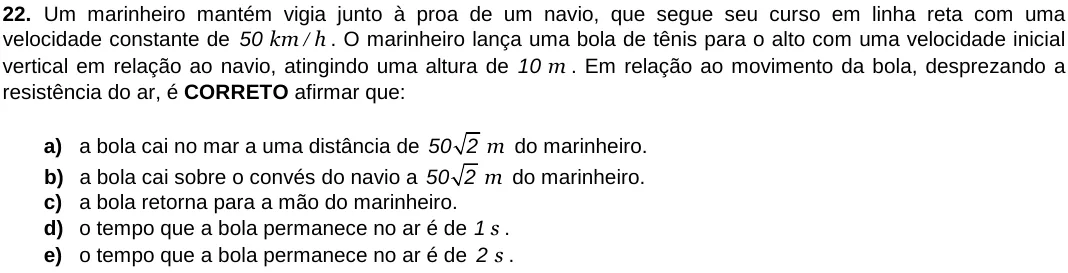 22. Um marinheiro mantém vigia junto à proa de um navio, que segue seu curso em linha reta com uma
velocidade constante de 50 km/h. O marinheiro lança uma bola de tênis para o alto com uma velocidade inicial
vertical em relação ao navio, atingindo uma altura de 10 m. Em relação ao movimento da bola, desprezando a
resistência do ar, é CORRETO afirmar que:
a) a bola cai no mar a uma distância de 50√2 m do marinheiro.
b) a bola cai sobre o convés do navio a 50√2 m do marinheiro.
c) a bola retorna para a mão do marinheiro.
d) o tempo que a bola permanece no ar é de 1 s.
e) o tempo que a bola permanece no ar é de 2 s.